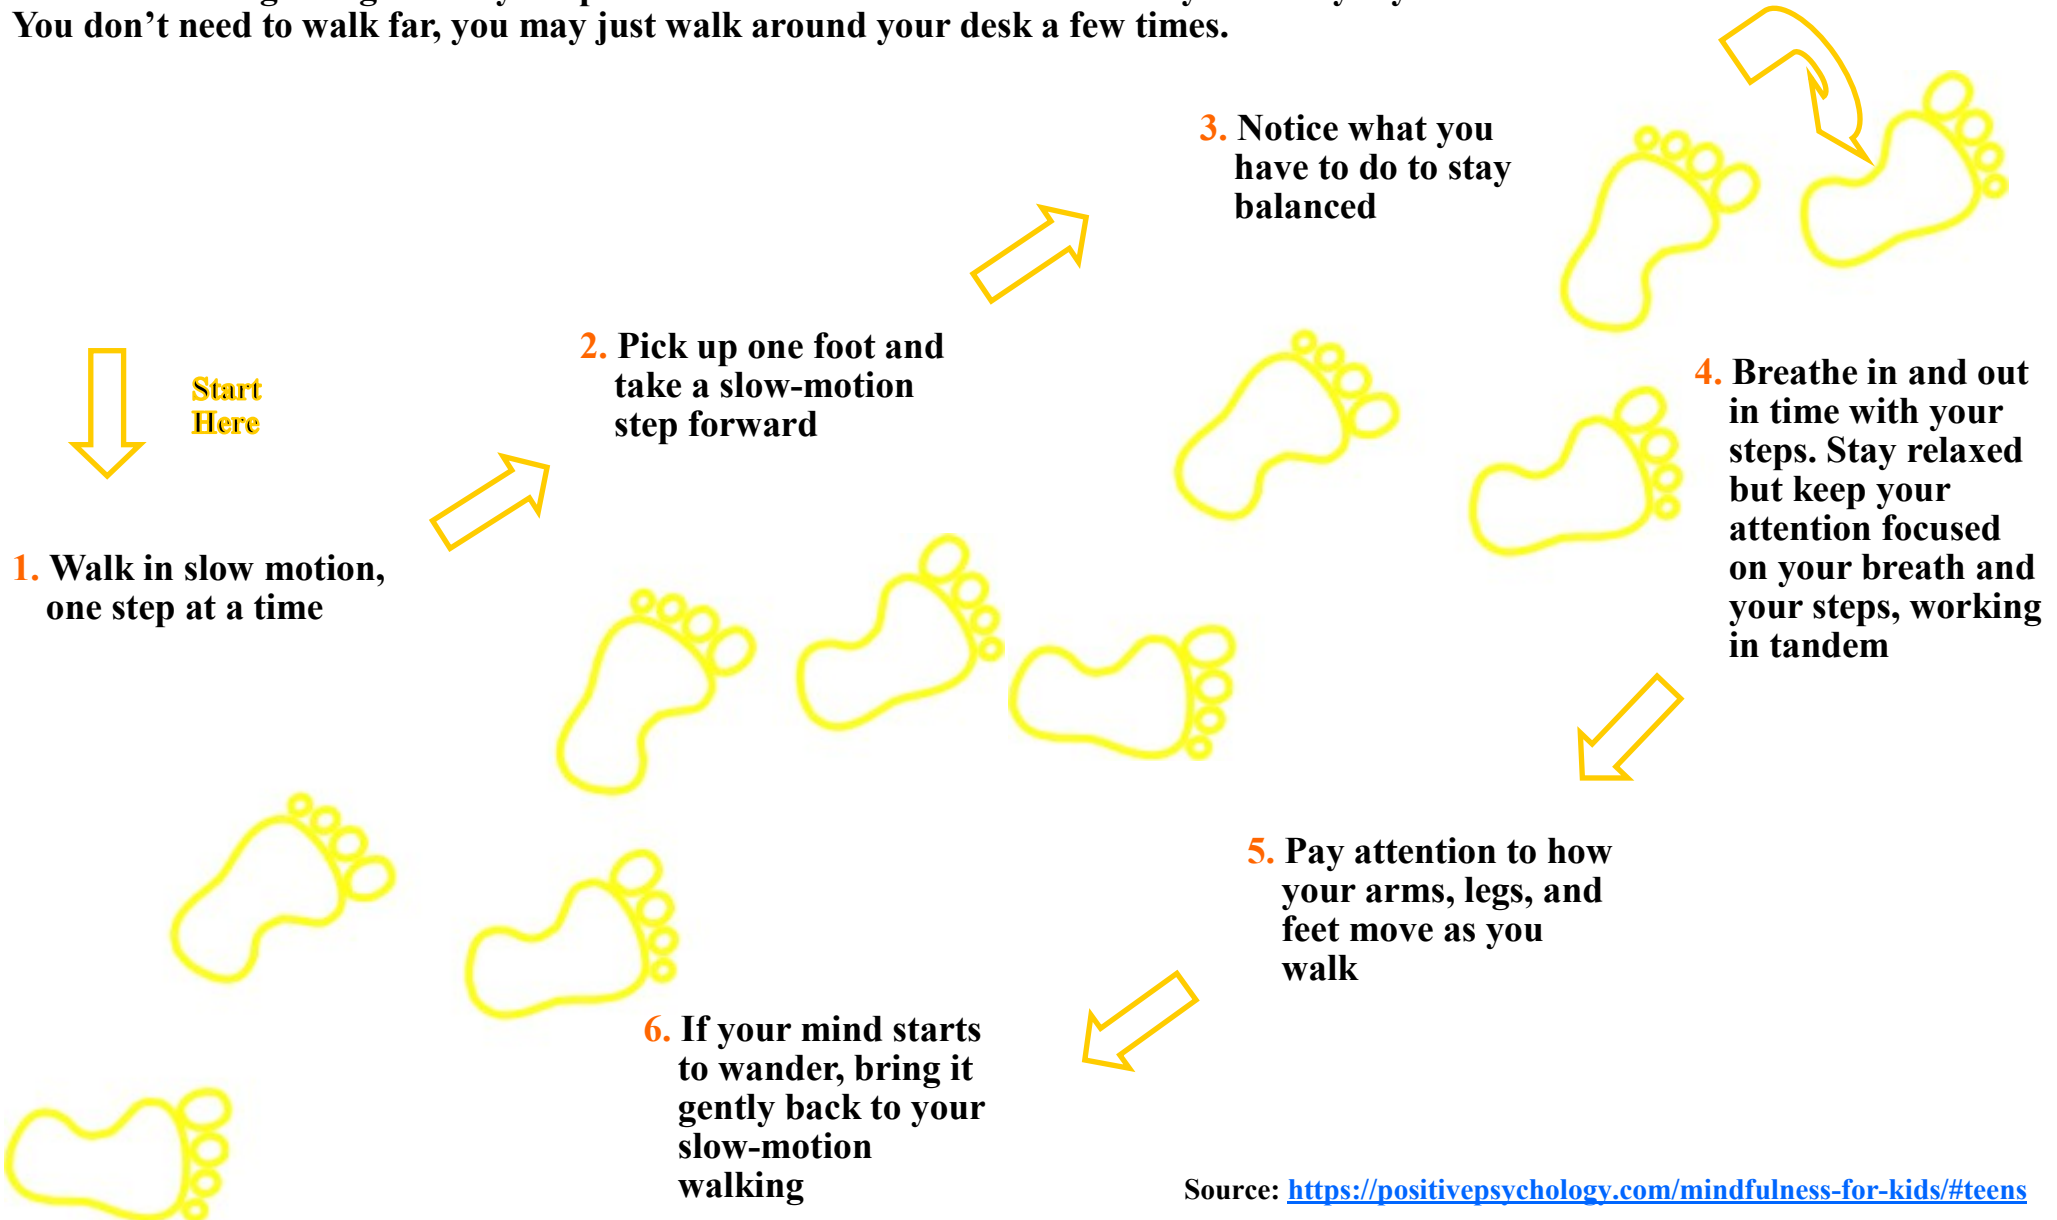 You don’t need to walk far, you may just walk around your desk a few times.
Start
Here
1. Walk in slow motion,
one step at a time
2. Pick up one foot and
take a slow-motion
step forward
3. Notice what you
have to do to stay
balanced
4. Breathe in and out
in time with your
steps. Stay relaxed
but keep your
attention focused
on your breath and
your steps, working
in tandem
5. Pay attention to how
your arms, legs, and
feet move as you
walk
6. If your mind starts
to wander, bring it
gently back to your
slow-motion
walking
Source: https://positivepsychology.com/mindfulness-for-kids/#teens